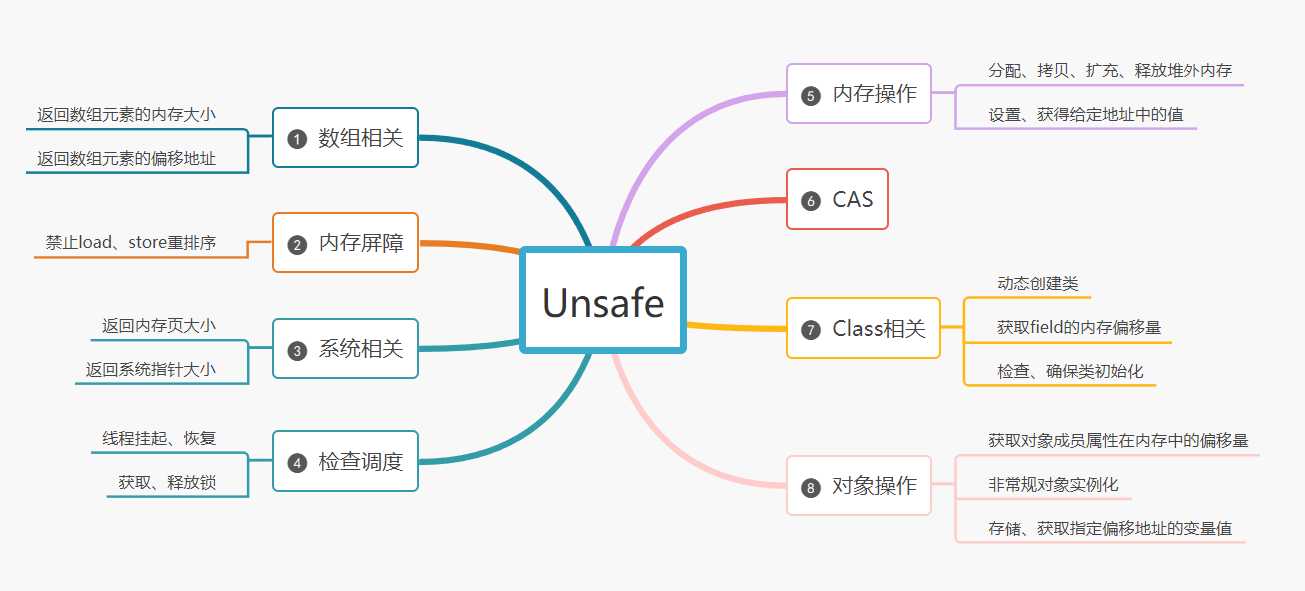 Unsafe
1 数组相关
返回数组元素的内存大小
返回数组元素的偏移地址
2 内存屏障
禁止load、store重排序
3 系统相关
返回内存页大小
返回系统指针大小
4 检查调度
线程挂起、恢复
获取、释放锁
5 内存操作
分配、拷贝、扩充、释放堆外内存
设置、获得给定地址中的值
6 CAS
7 Class相关
动态创建类
获取field的内存偏移量
检查、确保类初始化
8 对象操作
获取对象成员属性在内存中的偏移量
非常规对象实例化
存储、获取指定偏移地址的变量值